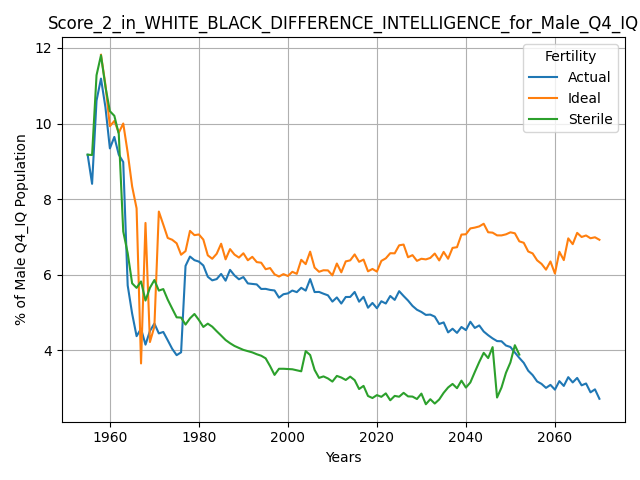 Score_2_in_WHITE_BLACK_DIFFERENCE_INTELLIGENCE_for_Male_Q4_IQ
12
10
8
6
4
% of Male Q4_IQ Population
Fertility
Actual
Ideal
Sterile
1960 1980 2000 2020 2040 2060
Years